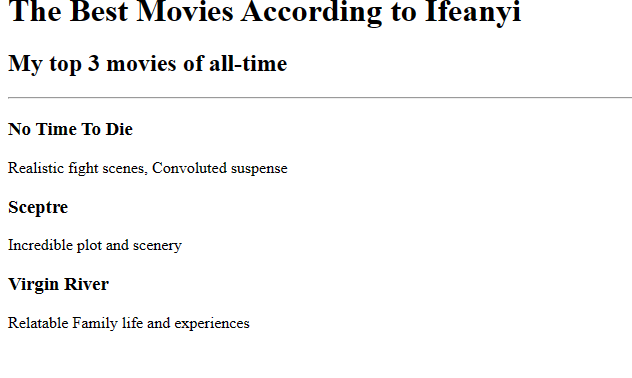 The Best Movies According to Ifeanyi
My top 3 movies of all-time
No Time To Die
Realistic fight scenes, Convoluted suspense
Sceptre
Incredible plot and scenery
Virgin River
Relatable Family life and experiences